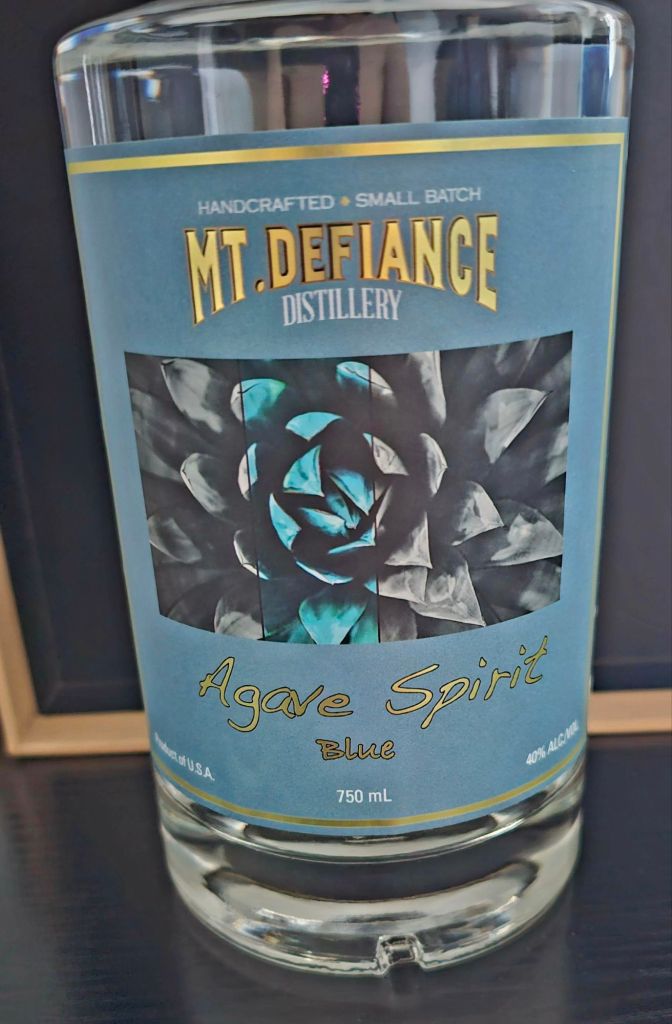 HANDCRAFTED ♦ SMALL BATCH
MT. DEFIANCE
DISTILLERY
Agave Spirit
Blue
Product of U.S.A.
750 mL
40% ALC/VOL